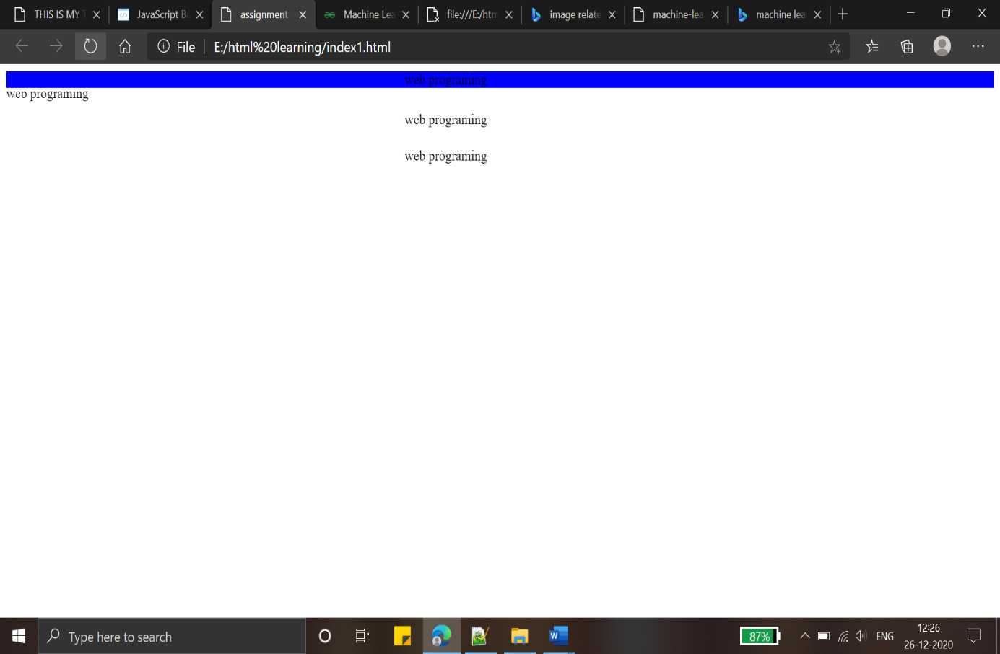 THIS IS MY
JavaScript Ba
assignment
Machine Lea
file:///E:/htm
image relate
machine-lea
machine lea
File
E:/html%20learning/index1.html
web programing
web programing
web programing
web programing
Type here to search
W
87%
ENG
12:26
26-12-2020